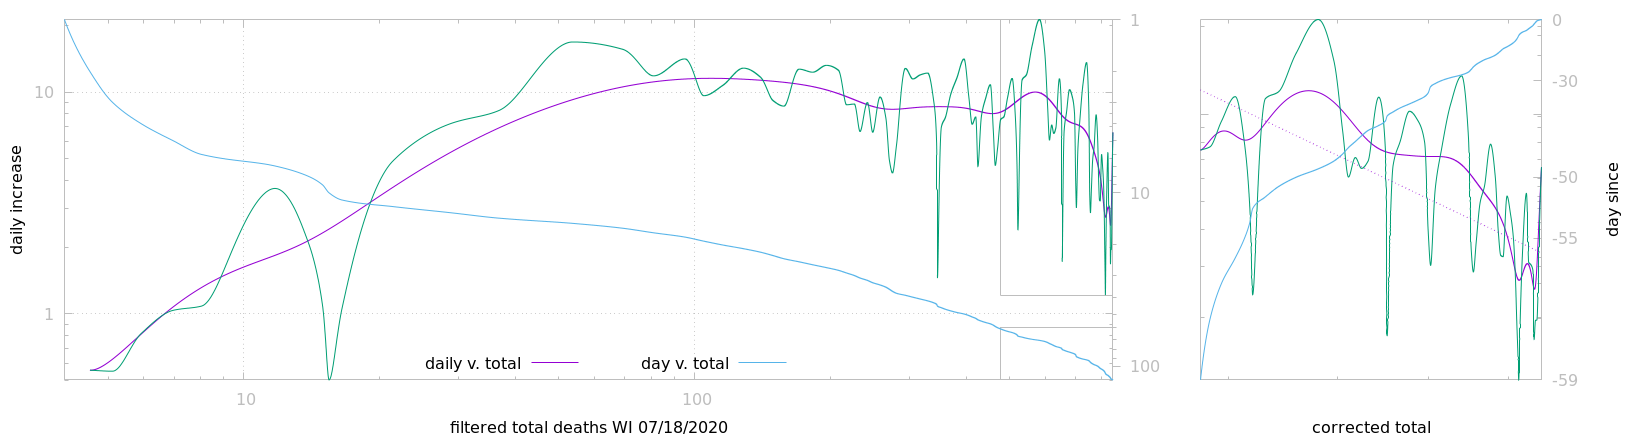 daily increase
10
1
daily v. total
day v. total
10
100
filtered total deaths WI 07/18/2020
1
10
100
0
-30
-50
-55
-59
day since
corrected total